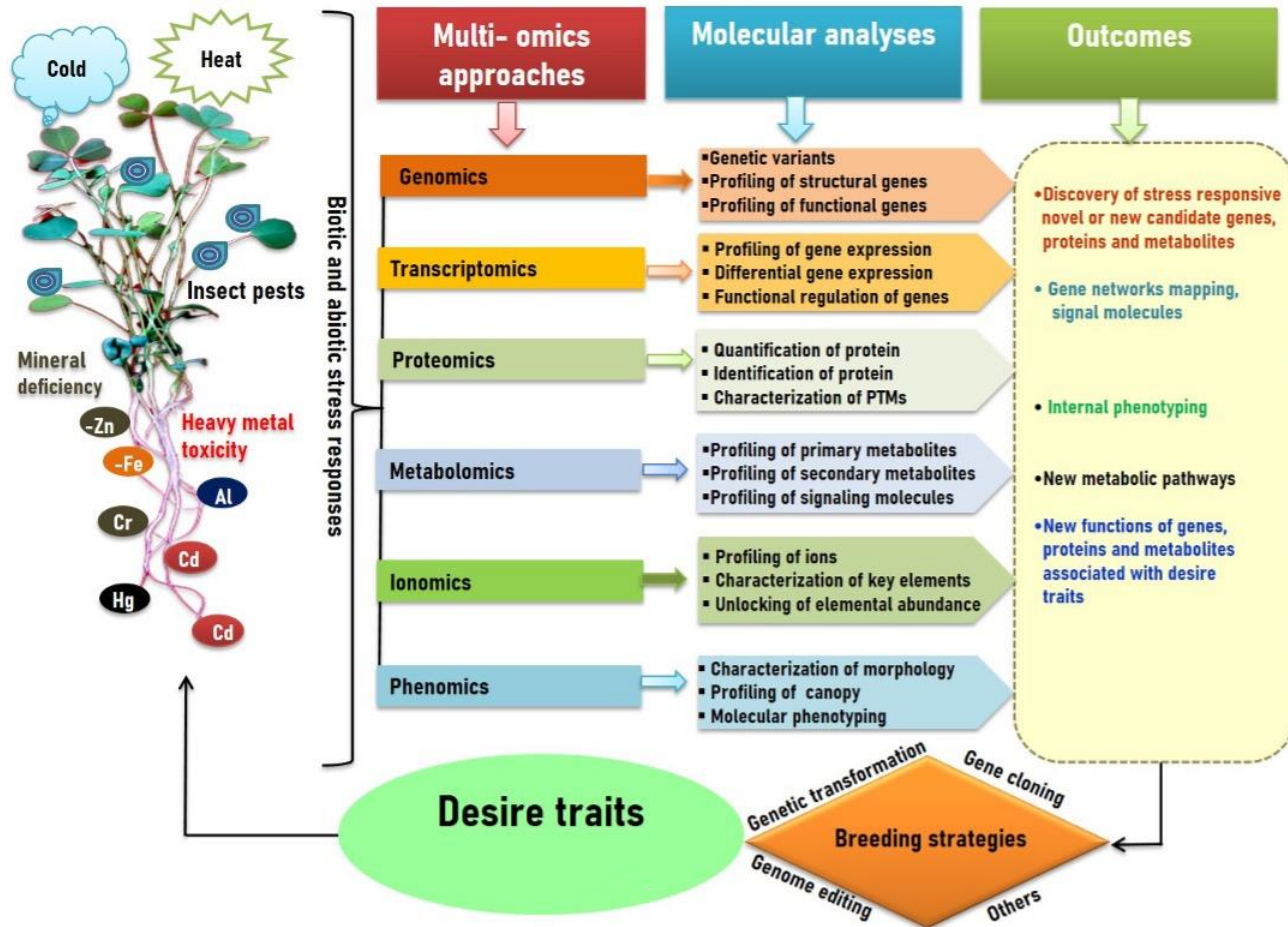 Cold
Heat
Insect pests
Mineral
deficiency
-Zn
Heavy metal
toxicity
-Fe
Al
Cr
Cd
Hg
Cd
Biotic and abiotic stress responses
Multi- omics
approaches
Molecular analyses
Outcomes
Genomics
▪Genetic variants
▪Profiling of structural genes
▪Profiling of functional genes
Transcriptomics
▪ Profiling of gene expression
▪ Differential gene expression
▪ Functional regulation of genes
Proteomics
▪ Quantification of protein
▪ Identification of protein
▪ Characterization of PTMs
Metabolomics
▪Profiling of primary metabolites
▪Profiling of secondary metabolites
▪Profiling of signaling molecules
Ionomics
▪ Profiling of ions
▪ Characterization of key elements
▪ Unlocking of elemental abundance
Phenomics
▪ Characterization of morphology
▪ Profiling of canopy
▪ Molecular phenotyping
•Discovery of stress responsive
novel or new candidate genes,
proteins and metabolites
• Gene networks mapping,
signal molecules
• Internal phenotyping
•New metabolic pathways
•New functions of genes,
proteins and metabolites
associated with desire
traits
Desire traits
Genetic transformation
Gene cloning
Breeding strategies
Genome editing
Others